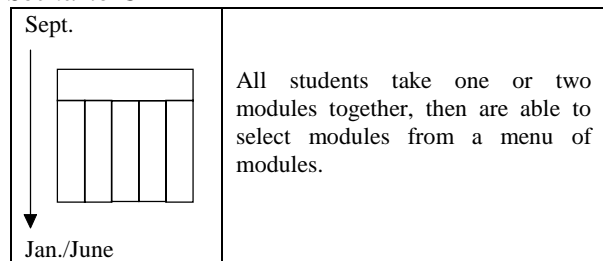 Sept.
All students take one or two
modules together, then are able to
select modules from a menu of
modules.
Jan./June